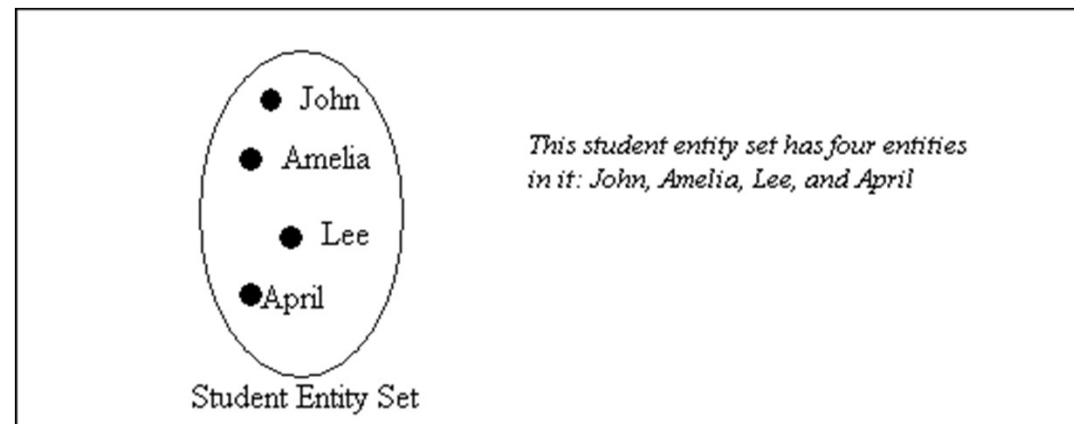 John
Amelia
Lee
April
Student Entity Set
This student entity set has four entities
in it: John, Amelia, Lee, and April